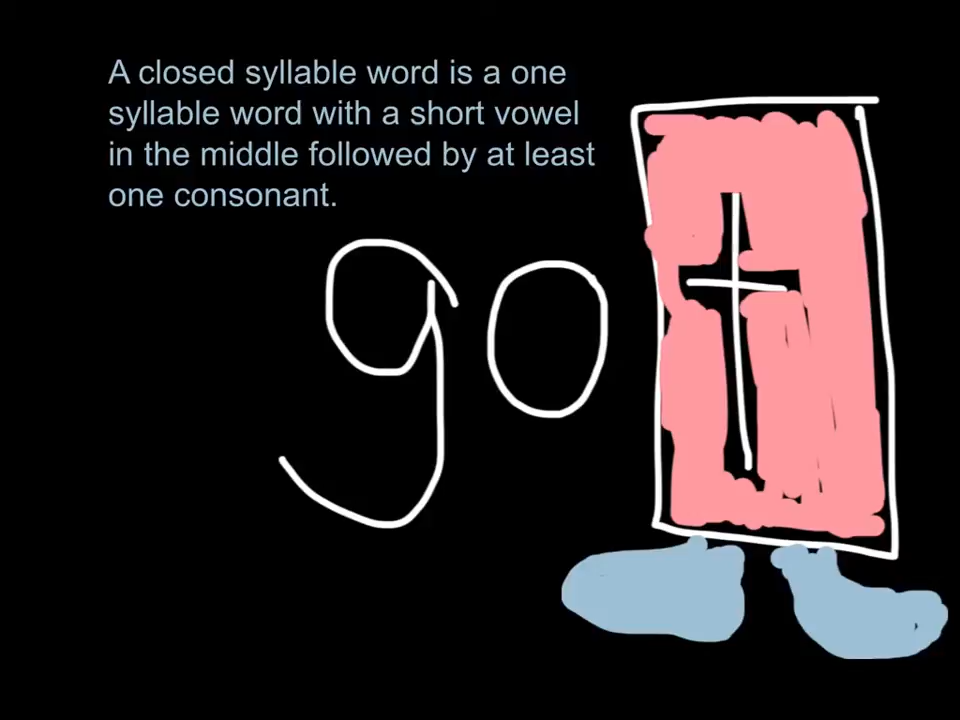 A closed syllable word is a one
syllable word with a short vowel
in the middle followed by at least
one consonant.
got